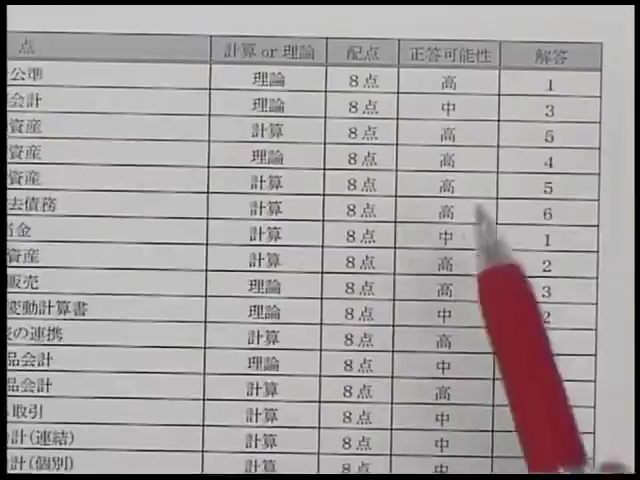 点 計算 or 理論 配点 正答可能性 解答
公準 理論 8点 高 1
会計 理論 8点 中 3
資産 計算 8点 高 5
資産 理論 8点 高 4
資産 計算 8点 高 5
去債務 計算 8点 高 6
金 計算 8点 中 1
資産 計算 8点 高 2
販売 理論 8点 高 3
変動計算書 理論 8点 中 2
の連携 計算 8点 高
品会計 理論 8点 中
品会計 計算 8点 高
取引 計算 8点 中
計(連結) 計算 8点 中
計(個別) 計算 8点 中